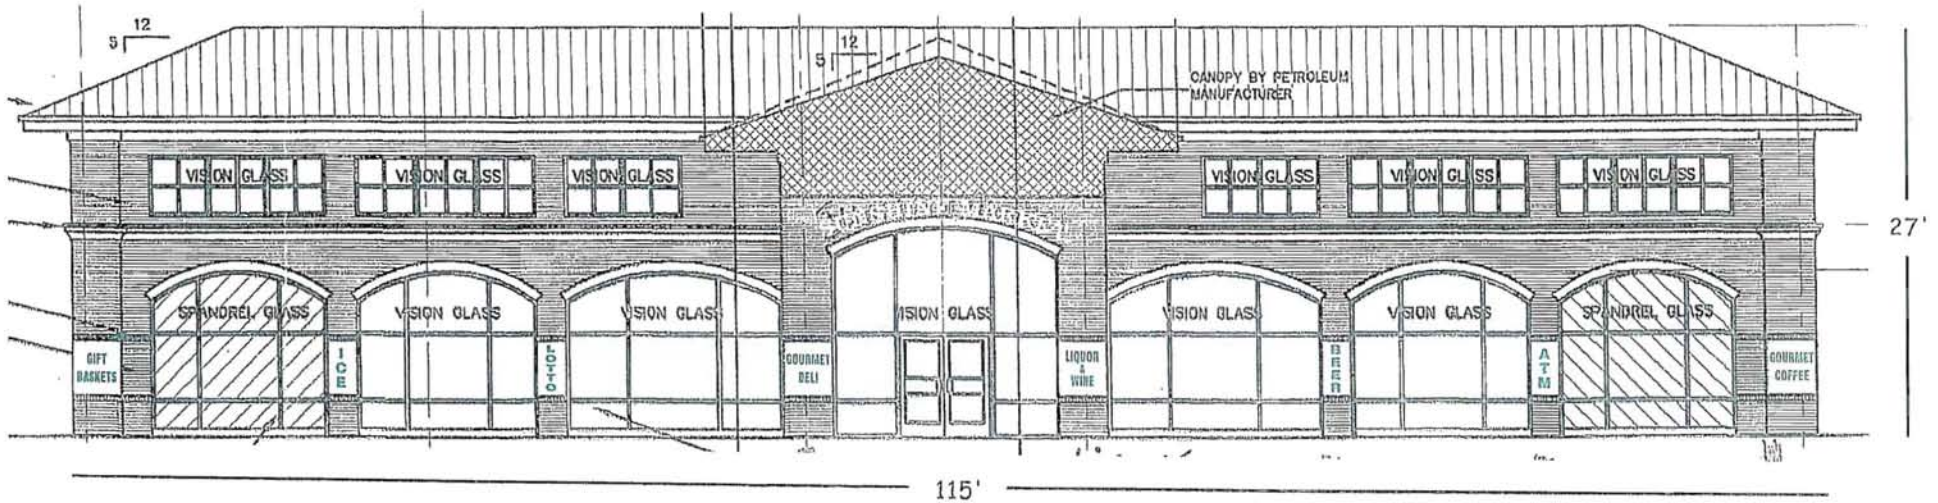 12
5
12
5
CANOPY BY PETROLEUM
MANUFACTURER
VISION GLASS
VISION GLASS
VISION GLASS
VISION GLASS
VISION GLASS
VISION GLASS
27'
MARKET
SPANDREL GLASS
VISION GLASS
VISION GLASS
VISION GLASS
VISION GLASS
VISION GLASS
SPANDREL GLASS
GIFT
BASKETS
ICE
LOTTO
GOURMET
DELI
LIQUOR
&
WINE
BEER
ATM
GOURMET
COFFEE
115'